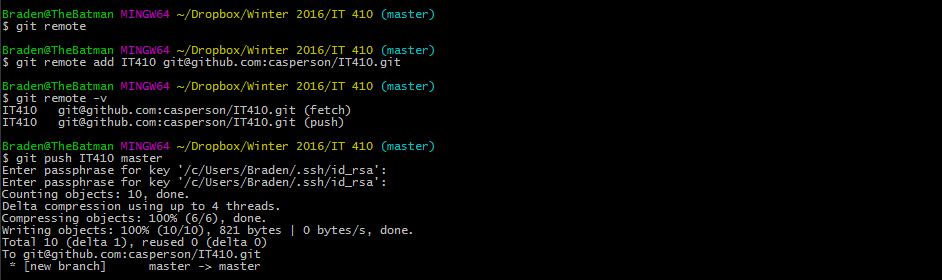 Braden@TheBatman MINGW64 ~/Dropbox/Winter 2016/IT 410 (master)
$ git remote
Braden@TheBatman MINGW64 ~/Dropbox/Winter 2016/IT 410 (master)
$ git remote add IT410 git@github.com:casperson/IT410.git
Braden@TheBatman MINGW64 ~/Dropbox/Winter 2016/IT 410 (master)
$ git remote -v
IT410   git@github.com:casperson/IT410.git (fetch)
IT410   git@github.com:casperson/IT410.git (push)
Braden@TheBatman MINGW64 ~/Dropbox/Winter 2016/IT 410 (master)
$ git push IT410 master
Enter passphrase for key '/c/Users/Braden/.ssh/id_rsa':
Enter passphrase for key '/c/Users/Braden/.ssh/id_rsa':
Counting objects: 10, done.
Delta compression using up to 4 threads.
Compressing objects: 100% (6/6), done.
Writing objects: 100% (10/10), 821 bytes | 0 bytes/s, done.
Total 10 (delta 1), reused 0 (delta 0)
To git@github.com:casperson/IT410.git
 * [new branch]      master -> master